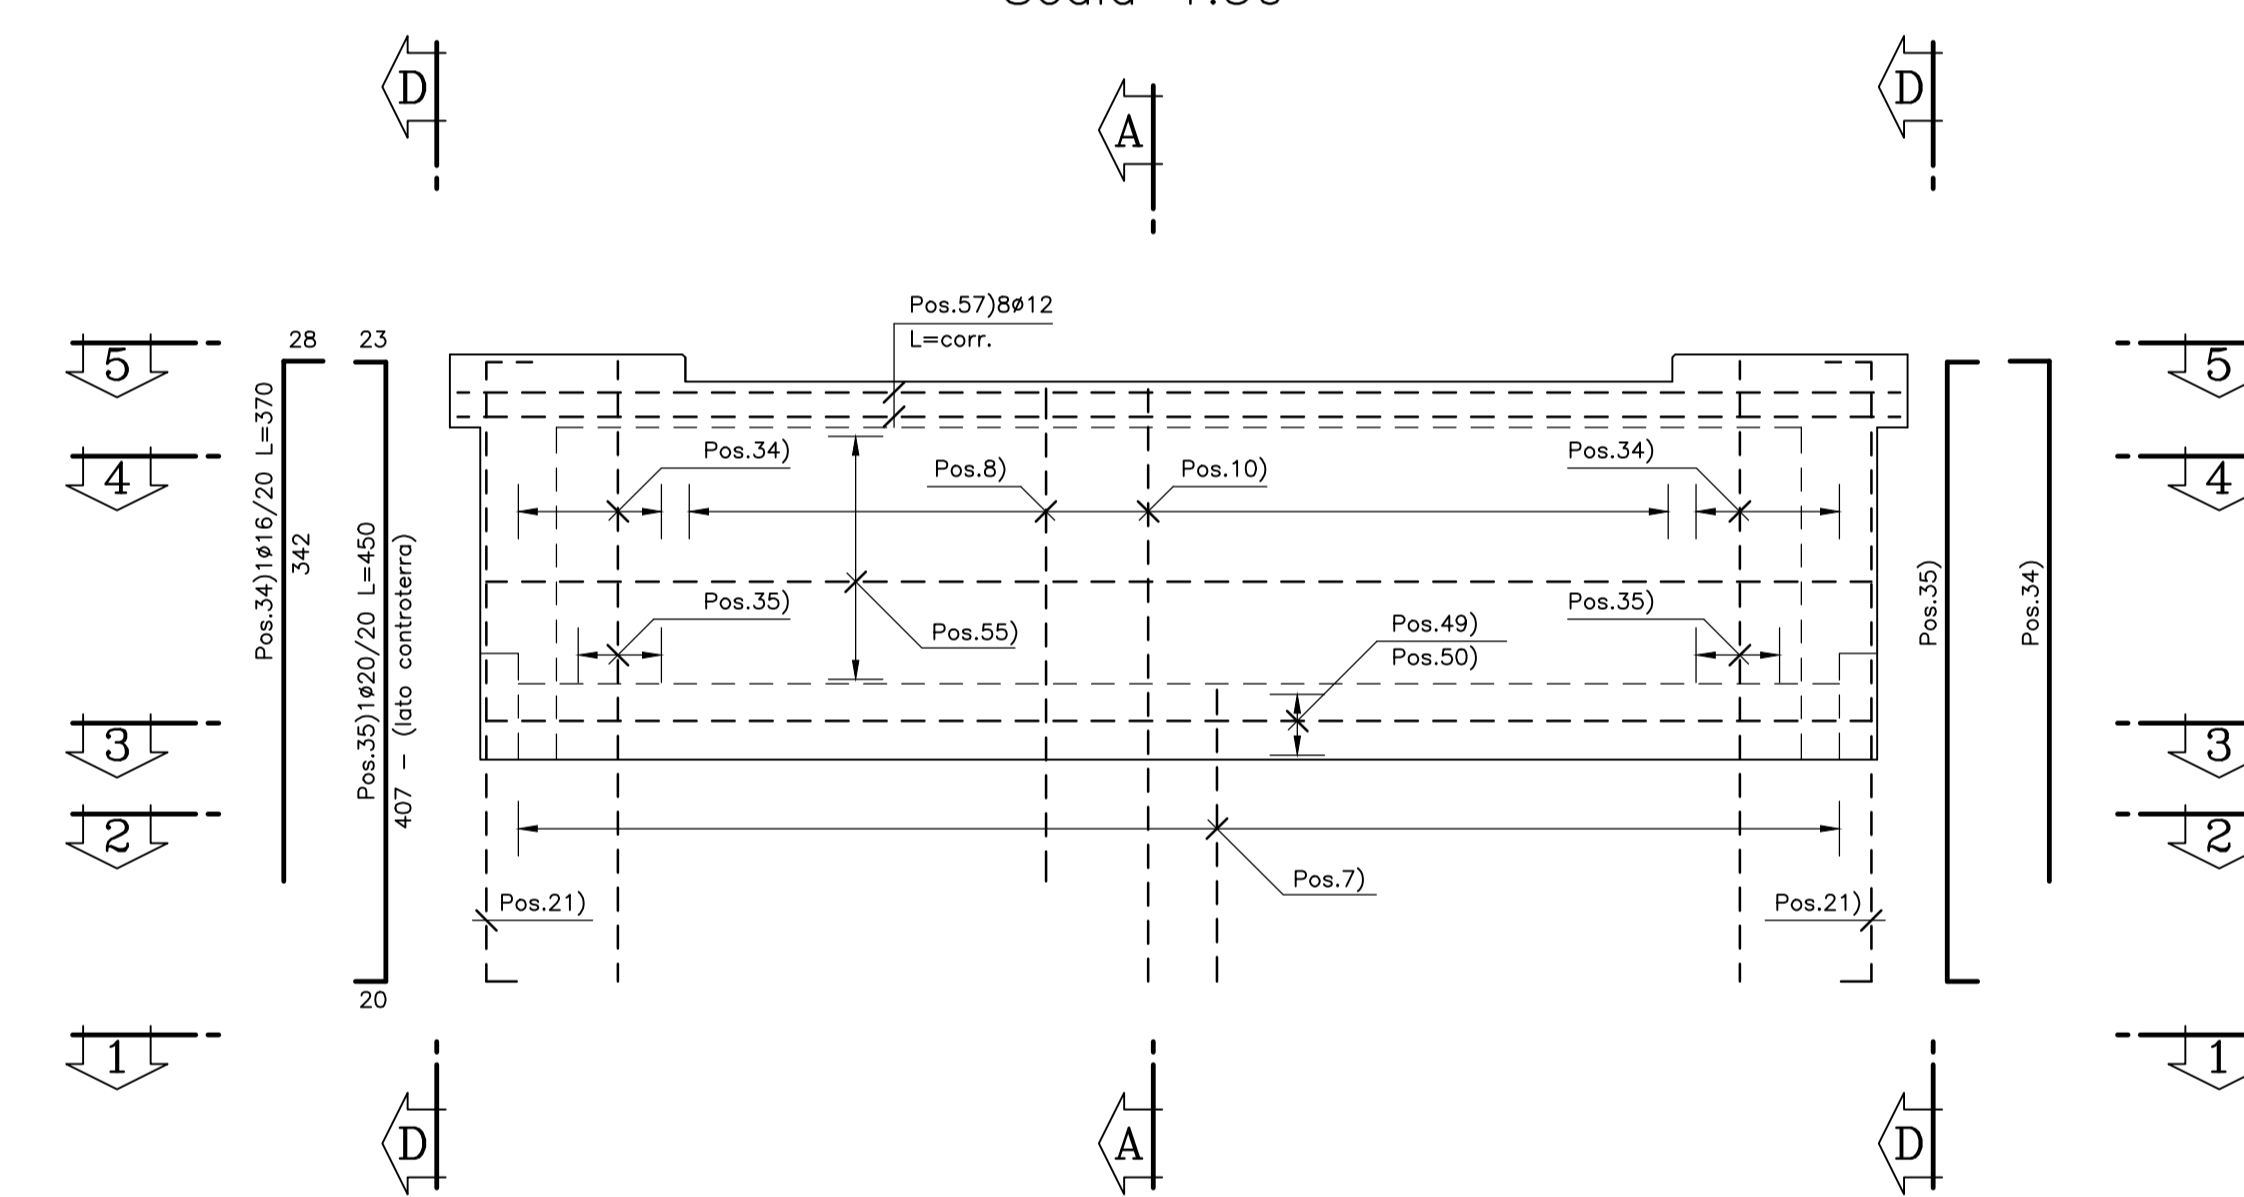 D
D
A
Pos.57)8ø12
L=corr.
28
23
5
5
Pos.34)1ø16/20 L=370
342
Pos.35)1ø20/20 L=450
407 – (lato controterra)
20
Pos.34)
Pos.8)
Pos.10)
Pos.34)
4
4
Pos.35)
Pos.55)
Pos.35)
Pos.49)
Pos.50)
Pos.35)
Pos.34)
3
3
2
2
Pos.7)
Pos.21)
Pos.21)
1
1
D
A
D